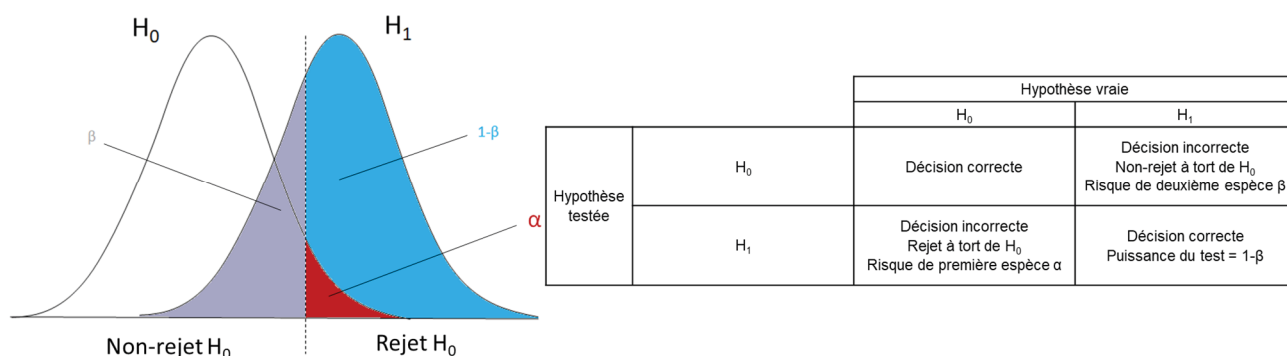 H₀
H₁
β
1-β
α
Non-rejet H₀
Rejet H₀
Hypothèse vraie
H₀
H₁
Hypothèse
testée
H₀
Décision correcte
Décision incorrecte
Non-rejet à tort de H₀
Risque de deuxième espèce β
H₁
Décision incorrecte
Rejet à tort de H₀
Risque de première espèce α
Décision correcte
Puissance du test = 1-β